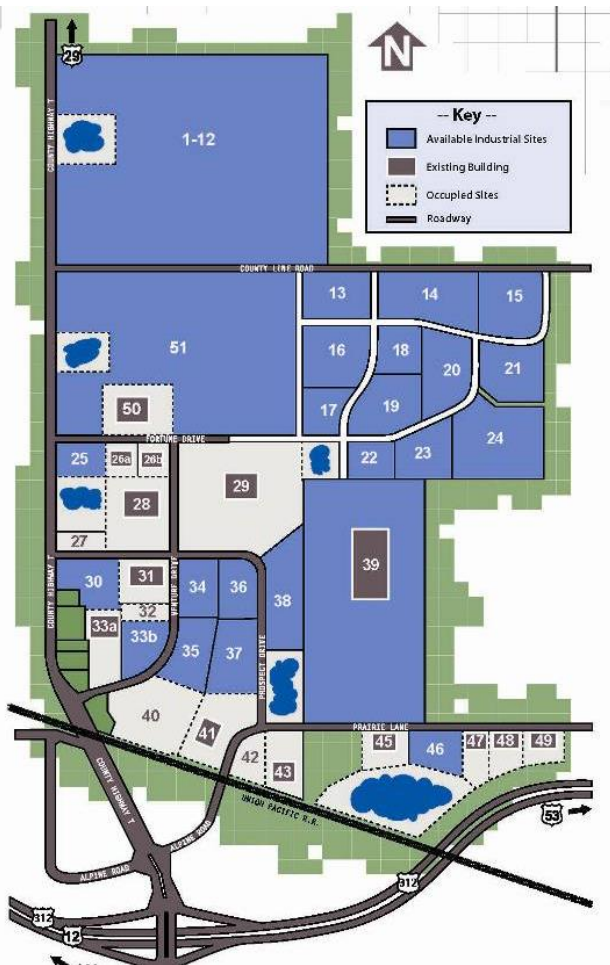 29
N
-- Key --
Available Industrial Sites
Existing Building
Occupied Sites
Roadway
COUNTY HIGHWAY T
1-12
COUNTY LINE ROAD
13
14
15
51
16
18
20
21
17
19
50
FORTUNE DRIVE
25
26a
26b
22
23
24
28
29
27
39
30
31
34
36
38
32
VENTURE DRIVE
COUNTY HIGHWAY T
33a
33b
35
37
PROSPECT DRIVE
40
41
42
43
PRAIRIE LANE
45
46
47
48
49
UNION PACIFIC R.R.
COUNTY HIGHWAY T
ALPINE ROAD
ALPINE ROAD
53
312
312
12